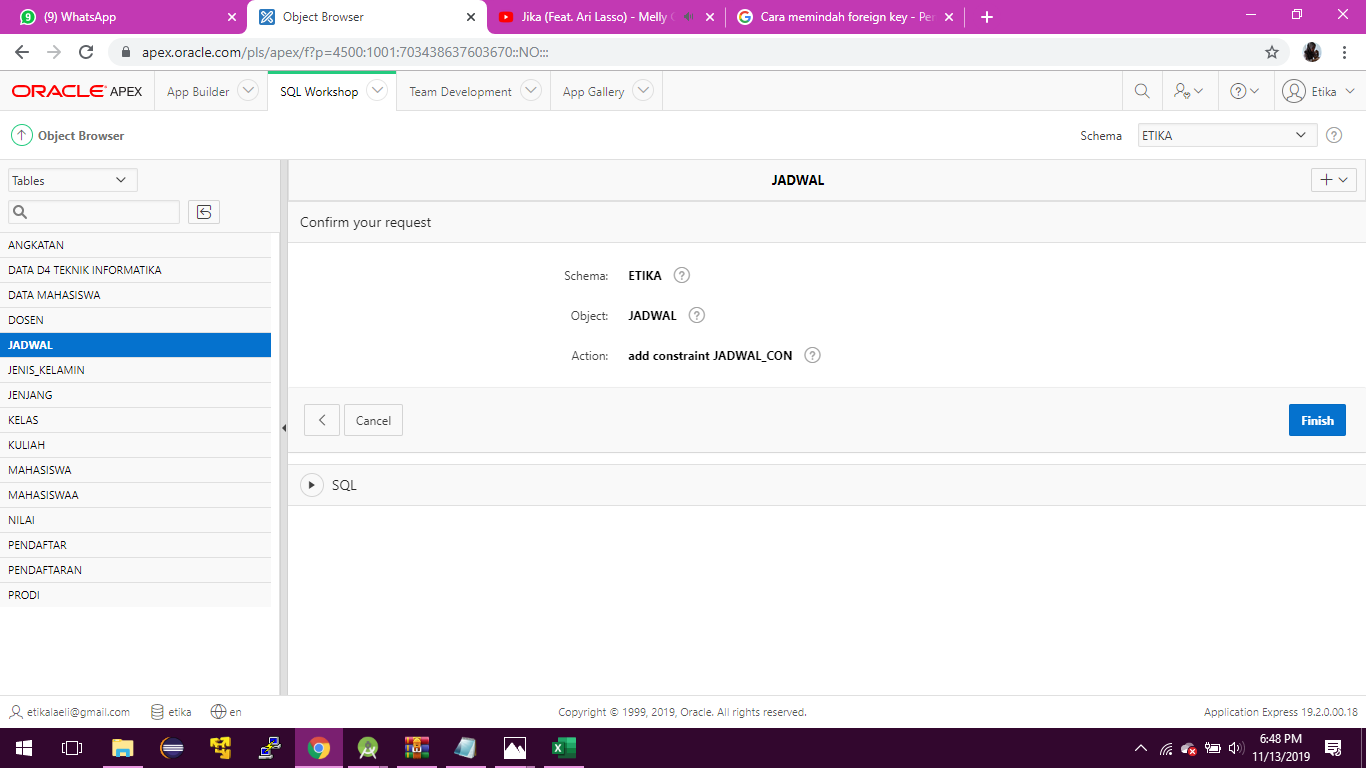 (9) WhatsApp
Object Browser
Jika (Feat. Ari Lasso) - Melly
Cara memindah foreign key - Per
apex.oracle.com/pls/apex/f?p=4500:1001:703438637603670::NO:::
ORACLE APEX
App Builder
SQL Workshop
Team Development
App Gallery
Etika
Object Browser
Schema
ETIKA
Tables
JADWAL
Confirm your request
ANGKATAN
DATA D4 TEKNIK INFORMATIKA
DATA MAHASISWA
DOSEN
JADWAL
JENIS_KELAMIN
JENJANG
KELAS
KULIAH
MAHASISWA
MAHASISWAA
NILAI
PENDAFTAR
PENDAFTARAN
PRODI
Schema: ETIKA
Object: JADWAL
Action: add constraint JADWAL_CON
Cancel
Finish
SQL
etikalaeli@gmail.com
etika
en
Copyright © 1999, 2019, Oracle. All rights reserved.
Application Express 19.2.0.00.18
6:48 PM
11/13/2019